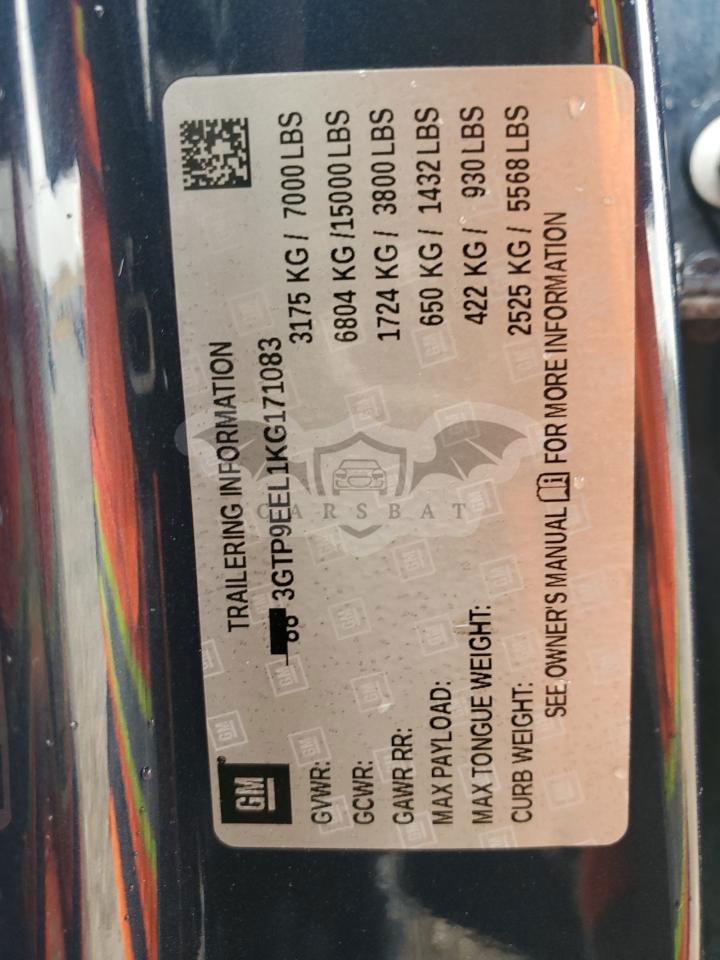 GM
TRAILERING INFORMATION
3GTP9EEL1KG171083
GVWR: 3175 KG / 7000 LBS
GCWR: 6804 KG /15000 LBS
GAWR RR: 1724 KG / 3800 LBS
MAX PAYLOAD: 650 KG / 1432 LBS
MAX TONGUE WEIGHT: 422 KG / 930 LBS
CURB WEIGHT: 2525 KG / 5568 LBS
SEE OWNER'S MANUAL FOR MORE INFORMATION
CARSBAT